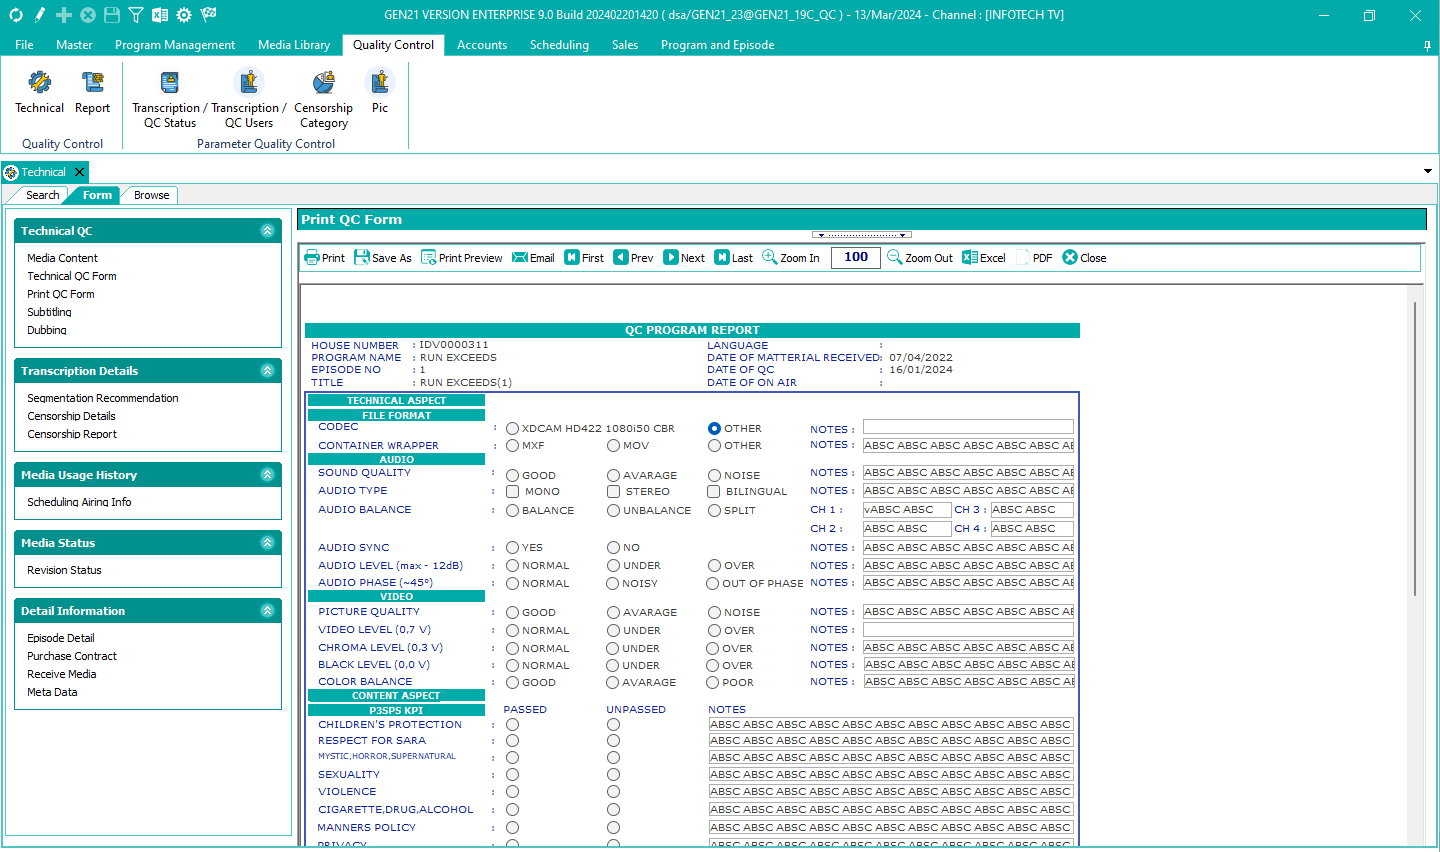 GEN21 VERSION ENTERPRISE 9.0 Build 202402201420 ( dsa/GEN21_23@GEN21_19C_QC ) - 13/Mar/2024 - Channel : [INFOTECH TV]
File Master Program Management Media Library Quality Control Accounts Scheduling Sales Program and Episode
Technical Report Transcription / QC Status Transcription / QC Users Censorship Category Pic
Quality Control Parameter Quality Control
Technical
Search Form Browse
Technical QC
Media Content
Technical QC Form
Print QC Form
Subtitling
Dubbing
Transcription Details
Segmentation Recommendation
Censorship Details
Censorship Report
Media Usage History
Scheduling Airing Info
Media Status
Revision Status
Detail Information
Episode Detail
Purchase Contract
Receive Media
Meta Data
Print QC Form
Print Save As Print Preview Email First Prev Next Last Zoom In 100 Zoom Out Excel PDF Close
QC PROGRAM REPORT
HOUSE NUMBER : IDV0000311 LANGUAGE :
PROGRAM NAME : RUN EXCEEDS DATE OF MATTERIAL RECEIVED: 07/04/2022
EPISODE NO : 1 DATE OF QC : 16/01/2024
TITLE : RUN EXCEEDS(1) DATE OF ON AIR :
TECHNICAL ASPECT
FILE FORMAT
CODEC : XDCAM HD422 1080i50 CBR OTHER NOTES :
CONTAINER WRAPPER : MXF MOV OTHER NOTES : ABSC ABSC ABSC ABSC ABSC ABSC AB
AUDIO
SOUND QUALITY : GOOD AVARAGE NOISE NOTES : ABSC ABSC ABSC ABSC ABSC ABSC AB
AUDIO TYPE : MONO STEREO BILINGUAL NOTES : ABSC ABSC ABSC ABSC ABSC ABSC AB
AUDIO BALANCE : BALANCE UNBALANCE SPLIT CH 1 : vABSC ABSC CH 3 : ABSC ABSC
CH 2 : ABSC ABSC CH 4 : ABSC ABSC
AUDIO SYNC : YES NO NOTES : ABSC ABSC ABSC ABSC ABSC ABSC AB
AUDIO LEVEL (max - 12dB) : NORMAL UNDER OVER NOTES : ABSC ABSC ABSC ABSC ABSC ABSC AB
AUDIO PHASE (~45°) : NORMAL NOISY OUT OF PHASE NOTES : ABSC ABSC ABSC ABSC ABSC ABSC AB
VIDEO
PICTURE QUALITY : GOOD AVARAGE NOISE NOTES : ABSC ABSC ABSC ABSC ABSC ABSC AB
VIDEO LEVEL (0,7 V) : NORMAL UNDER OVER NOTES :
CHROMA LEVEL (0,3 V) : NORMAL UNDER OVER NOTES : ABSC ABSC ABSC ABSC ABSC ABSC AB
BLACK LEVEL (0,0 V) : NORMAL UNDER OVER NOTES : ABSC ABSC ABSC ABSC ABSC ABSC AB
COLOR BALANCE : GOOD AVARAGE POOR NOTES : ABSC ABSC ABSC ABSC ABSC ABSC AB
CONTENT ASPECT
P3SPS KPI PASSED UNPASSED NOTES
CHILDREN'S PROTECTION : ABSC ABSC ABSC ABSC ABSC ABSC ABSC ABSC ABSC ABSC ABSC
RESPECT FOR SARA : ABSC ABSC ABSC ABSC ABSC ABSC ABSC ABSC ABSC ABSC ABSC
MYSTIC,HORROR,SUPERNATURAL : ABSC ABSC ABSC ABSC ABSC ABSC ABSC ABSC ABSC ABSC ABSC
SEXUALITY : ABSC ABSC ABSC ABSC ABSC ABSC ABSC ABSC ABSC ABSC ABSC
VIOLENCE : ABSC ABSC ABSC ABSC ABSC ABSC ABSC ABSC ABSC ABSC ABSC
CIGARETTE,DRUG,ALCOHOL : ABSC ABSC ABSC ABSC ABSC ABSC ABSC ABSC ABSC ABSC ABSC
MANNERS POLICY : ABSC ABSC ABSC ABSC ABSC ABSC ABSC ABSC ABSC ABSC ABSC
PRIVACY : ABSC ABSC ABSC ABSC ABSC ABSC ABSC ABSC ABSC ABSC ABSC